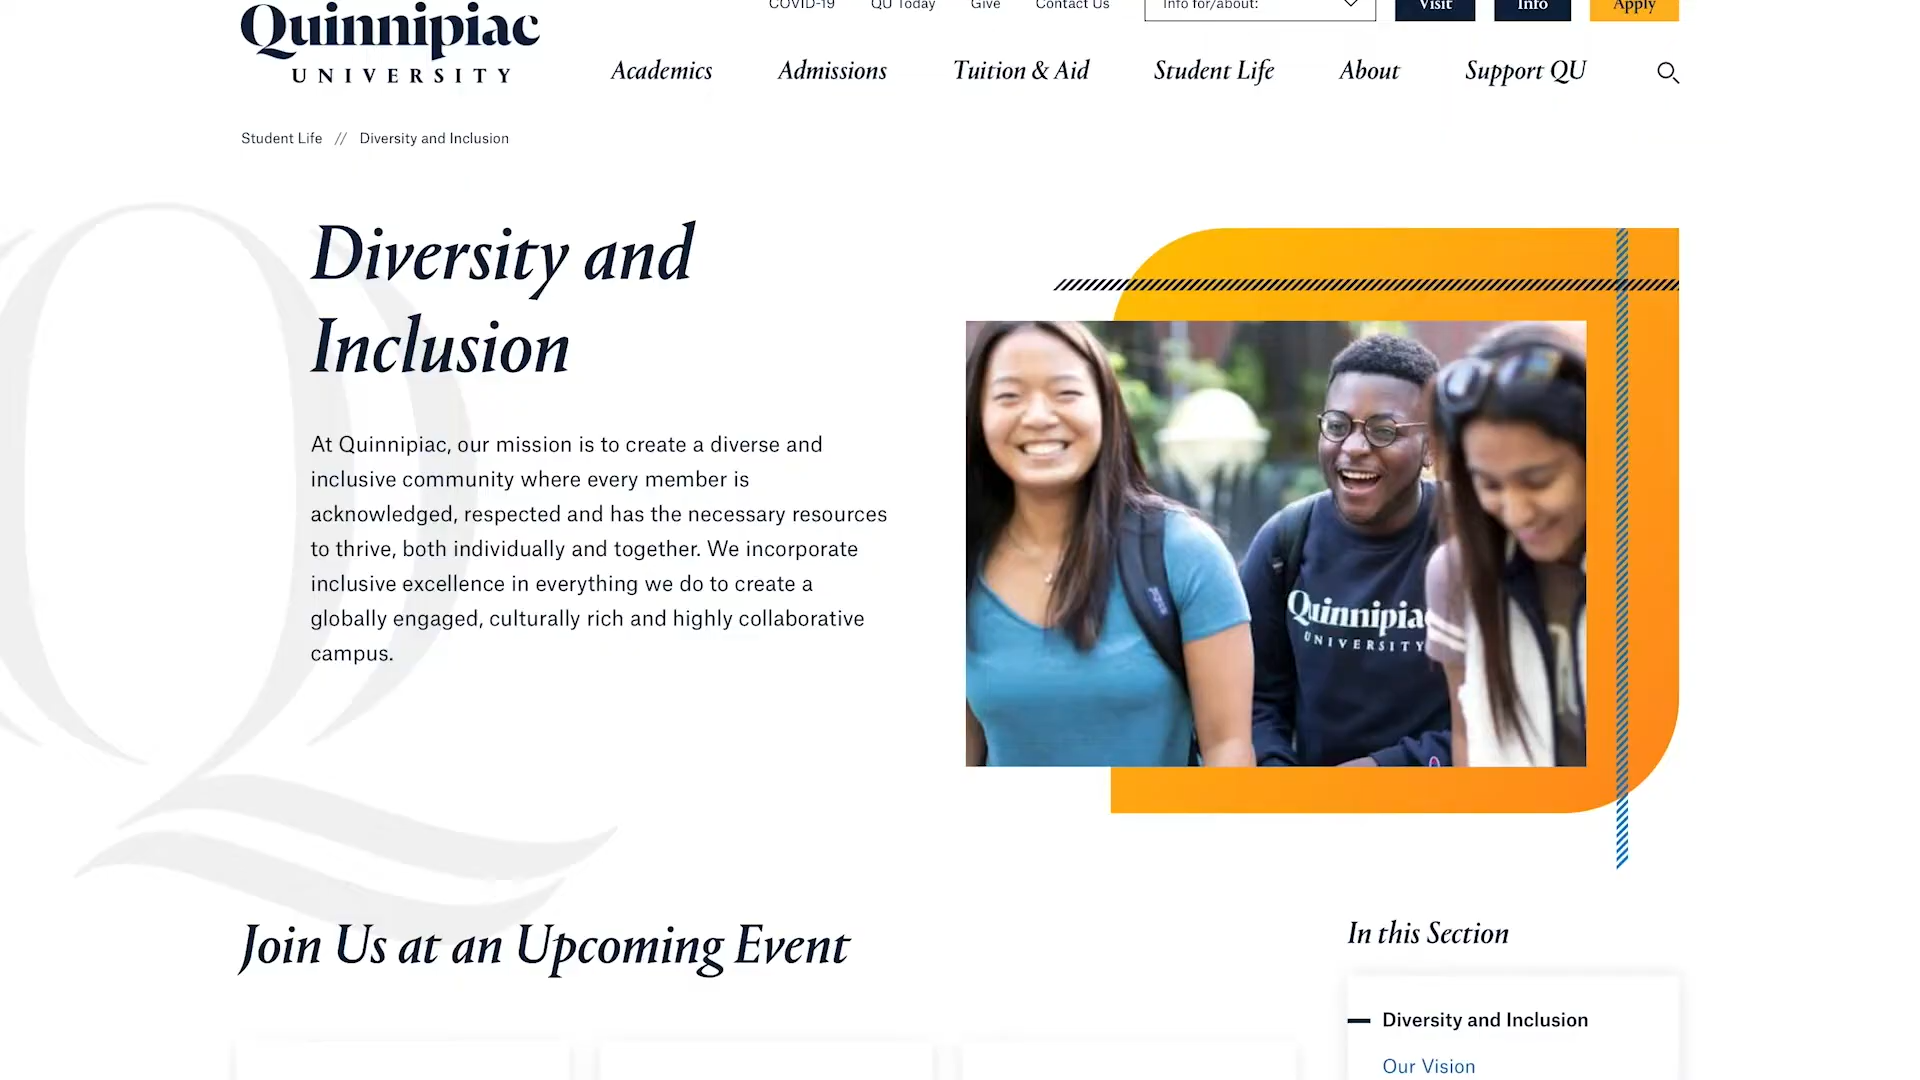 Quinnipiac
UNIVERSITY
COVID-19
QU Today
Give
Contact Us
Info for/about:
Visit
Info
Apply
Academics
Admissions
Tuition & Aid
Student Life
About
Support QU
Student Life // Diversity and Inclusion
Diversity and
Inclusion
At Quinnipiac, our mission is to create a diverse and
inclusive community where every member is
acknowledged, respected and has the necessary resources
to thrive, both individually and together. We incorporate
inclusive excellence in everything we do to create a
globally engaged, culturally rich and highly collaborative
campus.
Quinnipiac
UNIVERSITY
Join Us at an Upcoming Event
In this Section
Diversity and Inclusion
Our Vision